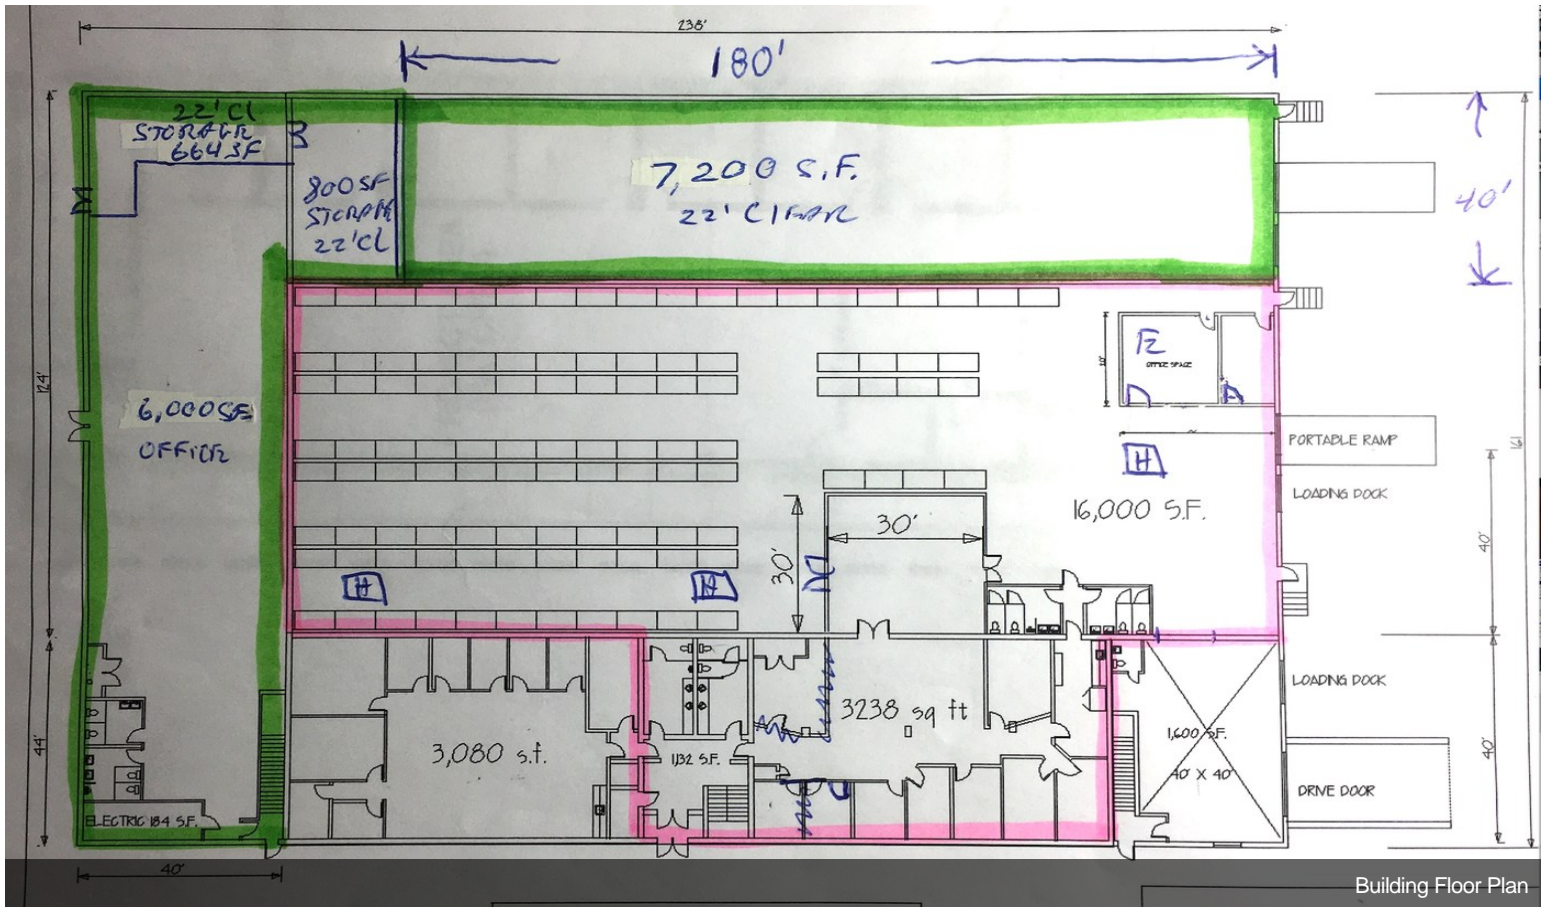 238'
180'
22' Cl
STORAGE
664 SF
800 SF
STORAGE
22' Cl
7,200 S.F.
22' CLEAR
40'
124'
6,000 SF
OFFICE
E
OFFICE SPACE
H
PORTABLE RAMP
LOADING DOCK
16,000 S.F.
30'
30'
40'
H
H
3238 sq ft
LOADING DOCK
44'
3,080 s.f.
1,132 S.F.
1,600 S.F.
40' X 40'
40'
DRIVE DOOR
ELECTRIC 184 S.F.
40'
Building Floor Plan